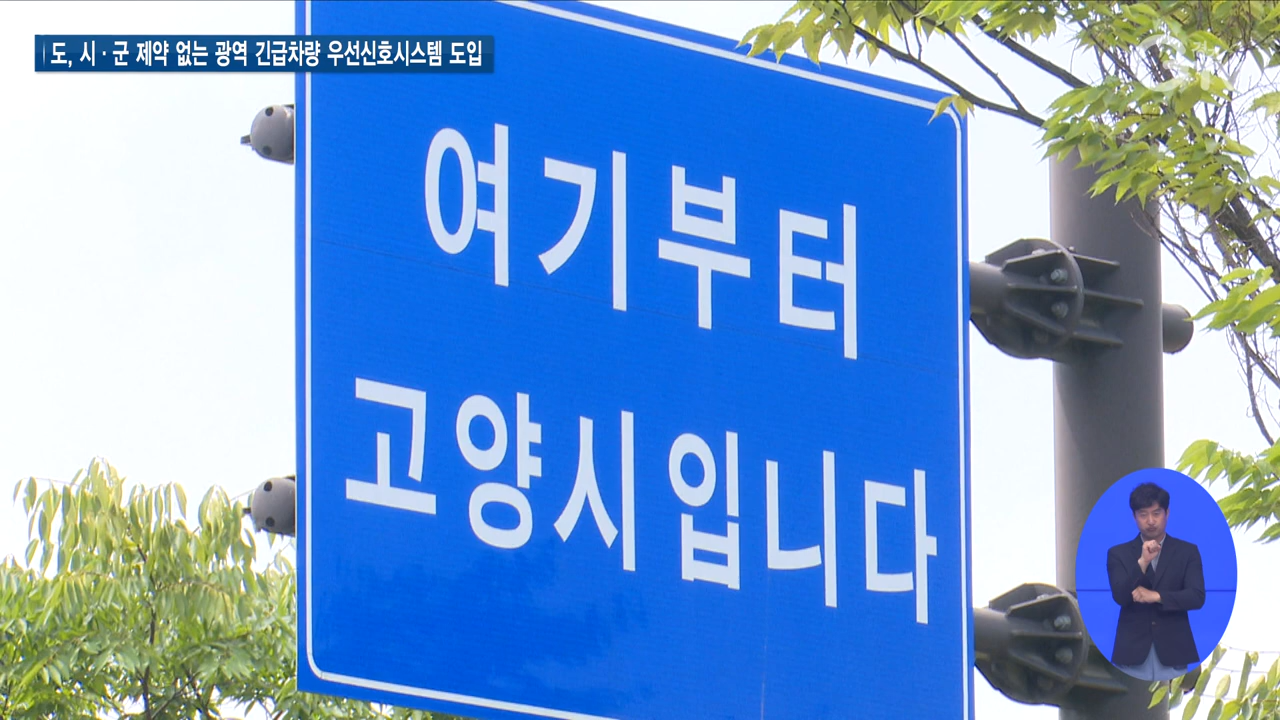 도, 시·군 제약 없는 광역 긴급차량 우선신호시스템 도입
여기부터
고양시입니다